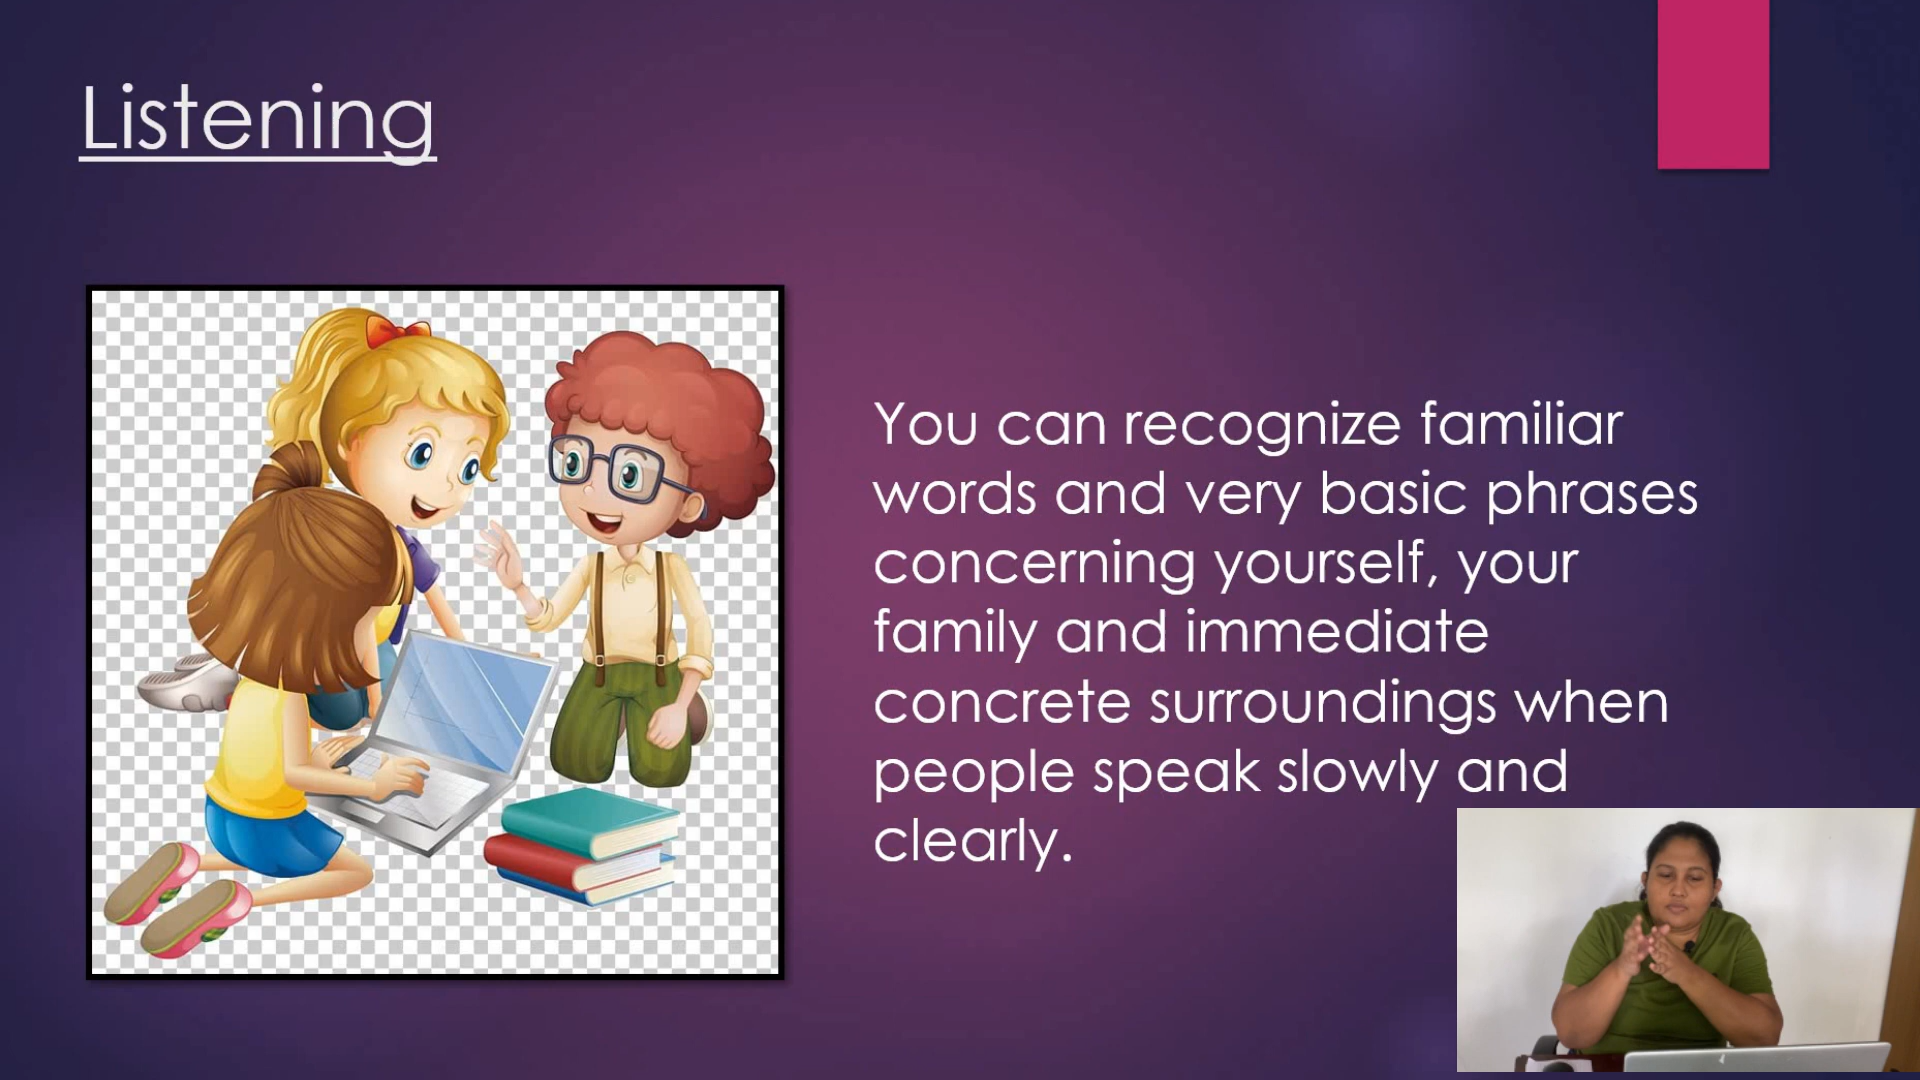 Listening
You can recognize familiar
words and very basic phrases
concerning yourself, your
family and immediate
concrete surroundings when
people speak slowly and
clearly.